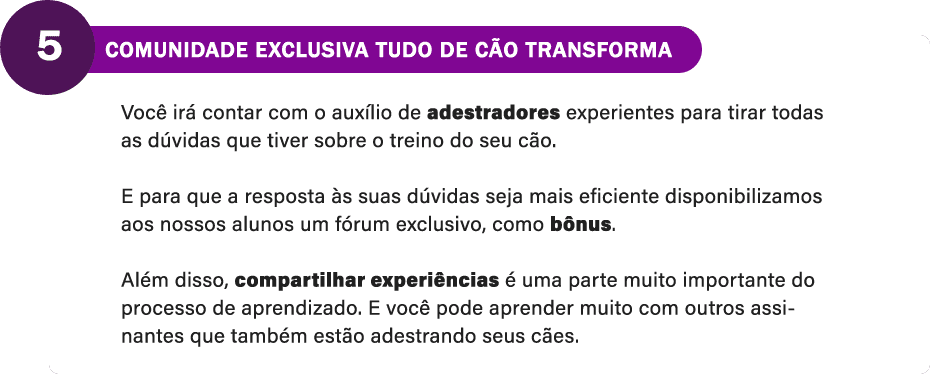 5
COMUNIDADE EXCLUSIVA TUDO DE CÃO TRANSFORMA
Você irá contar com o auxílio de adestradores experientes para tirar todas
as dúvidas que tiver sobre o treino do seu cão.
E para que a resposta às suas dúvidas seja mais eficiente disponibilizamos
aos nossos alunos um fórum exclusivo, como bônus.
Além disso, compartilhar experiências é uma parte muito importante do
processo de aprendizado. E você pode aprender muito com outros assi-
nantes que também estão adestrando seus cães.